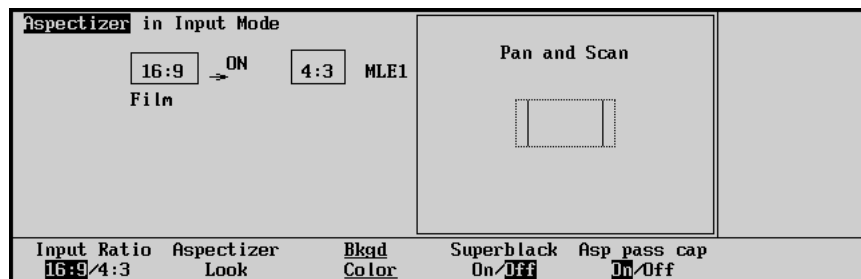 Aspectizer in Input Mode
16:9 ON 4:3 MLE1
Film
Pan and Scan
Input Ratio Aspectizer Bkgd Superblack Asp pass cap
16:9/4:3 Look Color On/Off On/Off